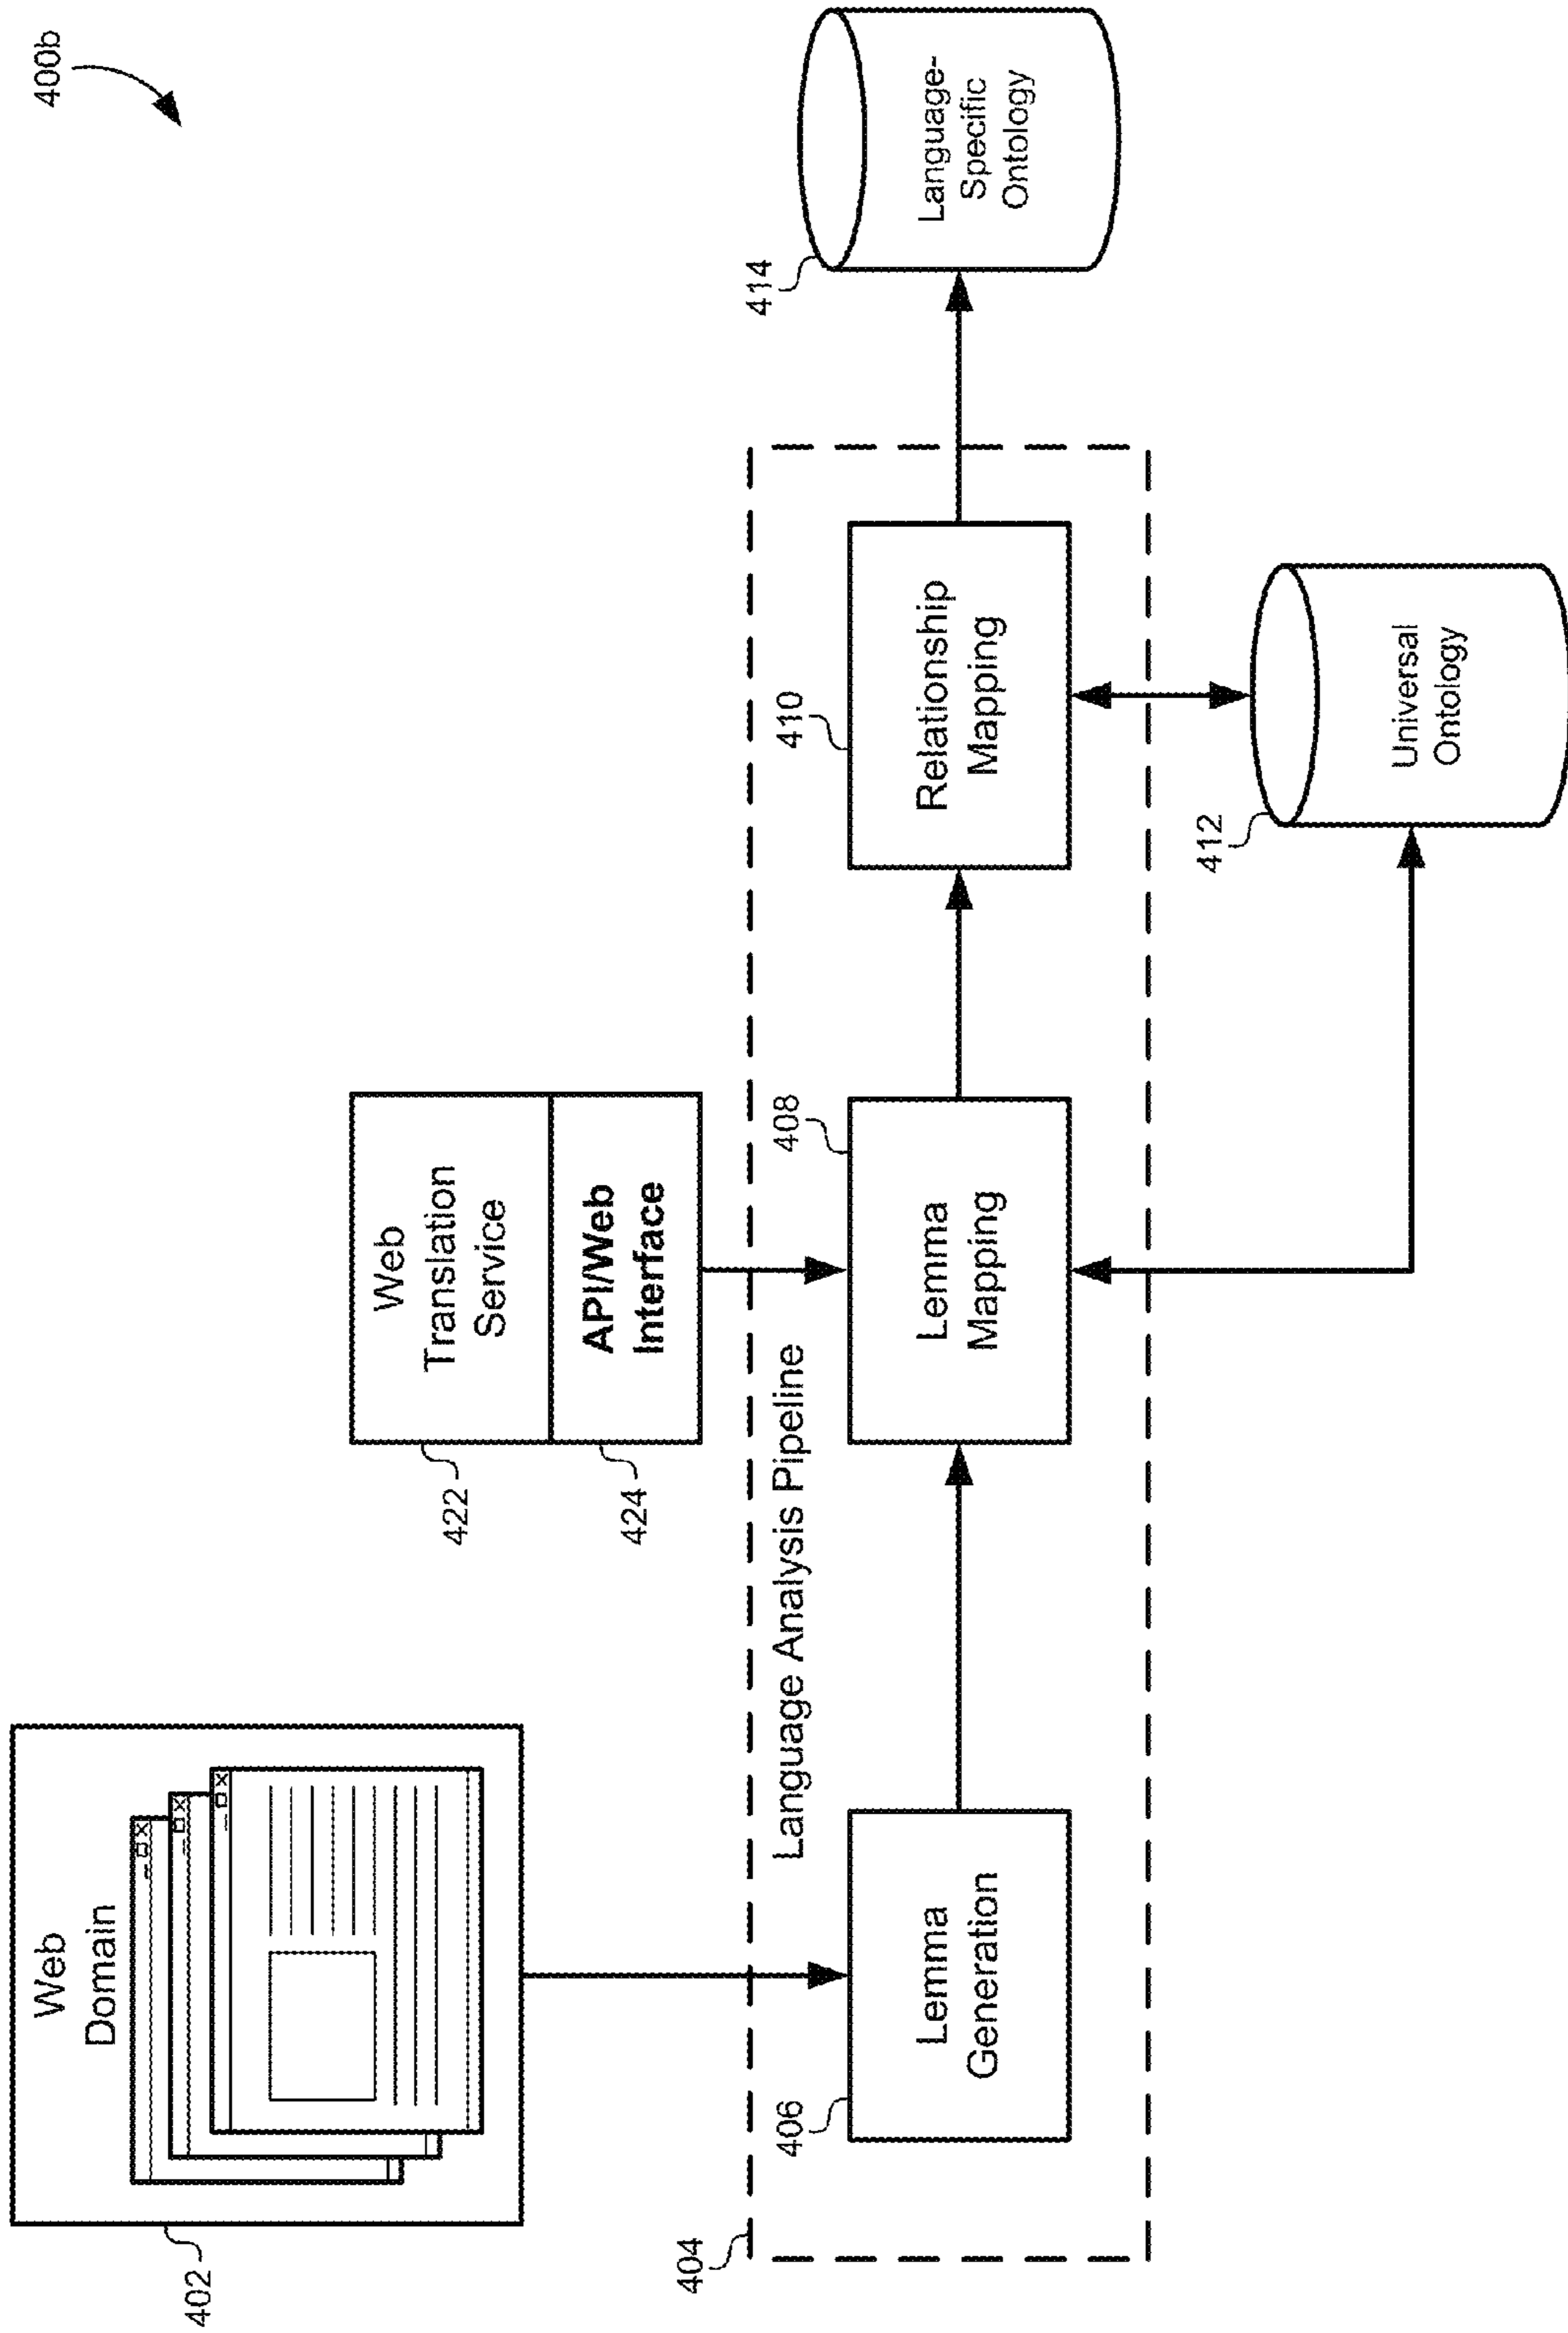 400b
Web
Domain
402
Web
Translation
Service
422
API/Web
Interface
424
404
Language Analysis Pipeline
406
Lemma
Generation
408
Lemma
Mapping
410
Relationship
Mapping
414
Language-
Specific
Ontology
412
Universal
Ontology